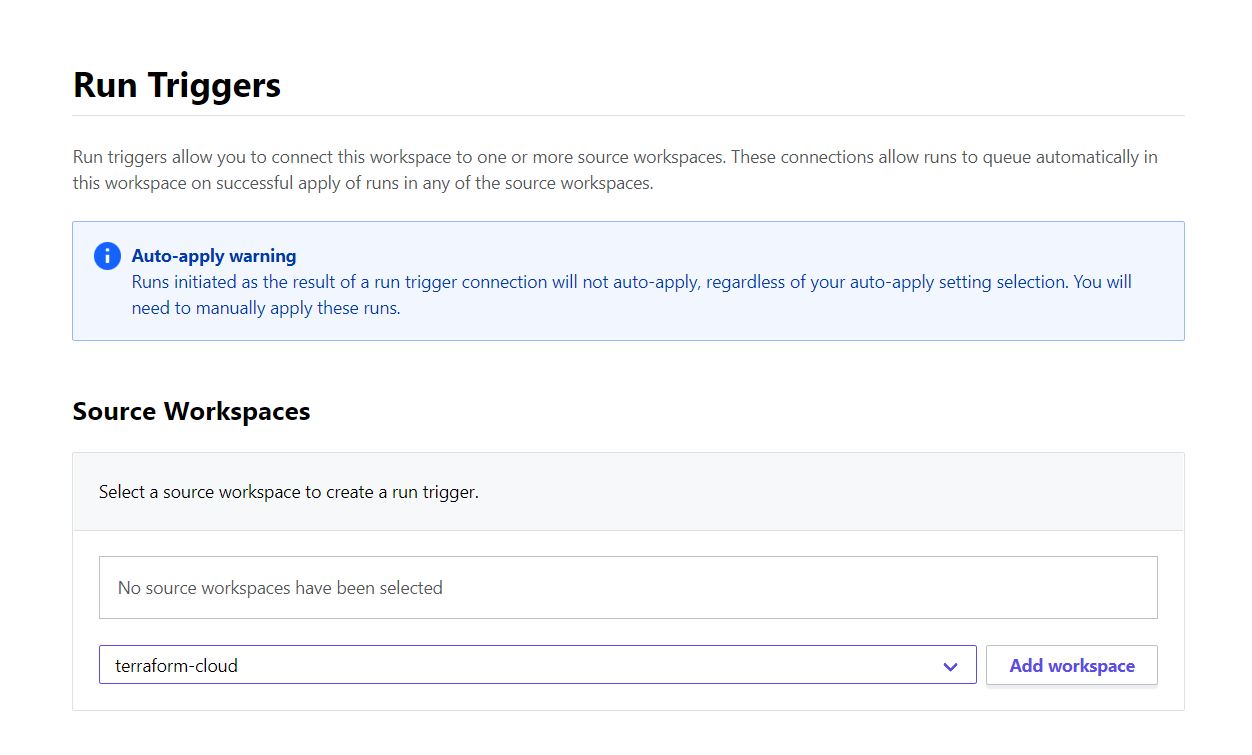 Run Triggers
Run triggers allow you to connect this workspace to one or more source workspaces. These connections allow runs to queue automatically in
this workspace on successful apply of runs in any of the source workspaces.
Auto-apply warning
Runs initiated as the result of a run trigger connection will not auto-apply, regardless of your auto-apply setting selection. You will
need to manually apply these runs.
Source Workspaces
Select a source workspace to create a run trigger.
No source workspaces have been selected
terraform-cloud
Add workspace